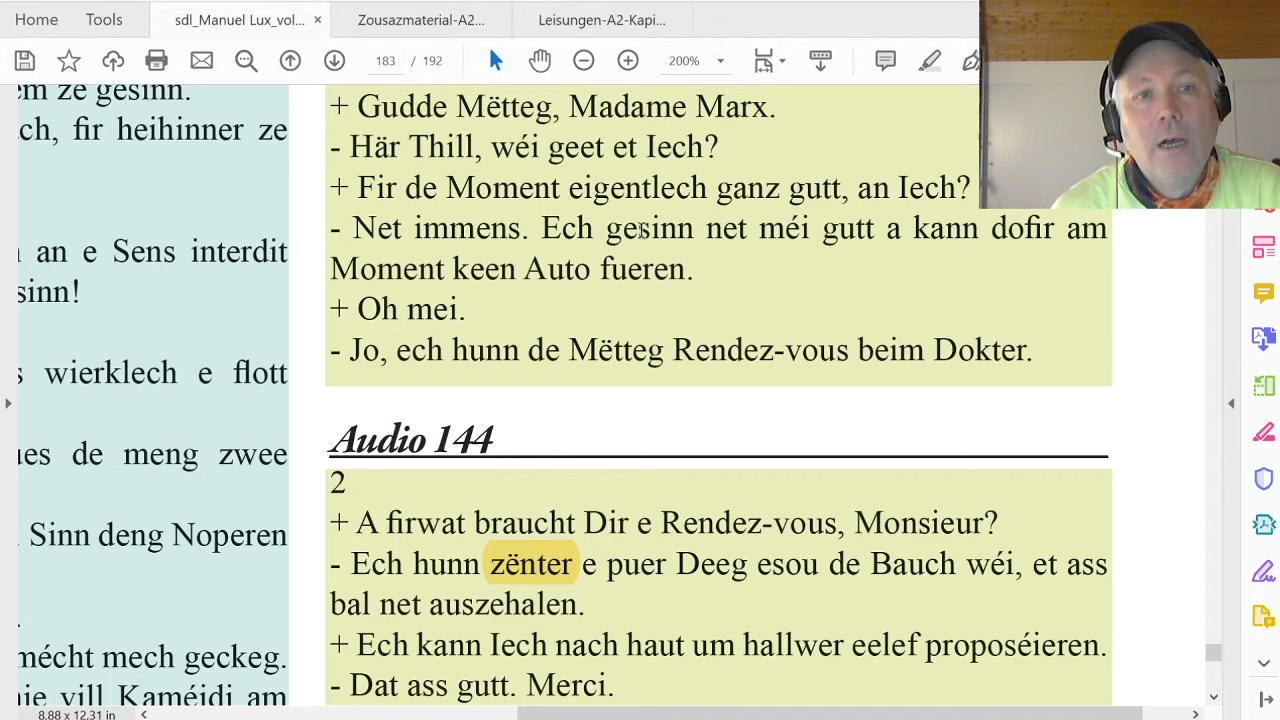 Home
Tools
sdl_Manuel Lux_vol...
Zousazmaterial-A2...
Leisungen-A2-Kapi...
183 / 192
200%
em ze gesinn.
ch, fir heihinner ze
an e Sens interdit
sinn!
s wierklech e flott
ues de meng zwee
Sinn deng Noperen
.
mécht mech geckeg.
nie vill Kaméidi am
+ Gudde Mëtteg, Madame Marx.
- Här Thill, wéi geet et Iech?
+ Fir de Moment eigentlech ganz gutt, an Iech?
- Net immens. Ech gesinn net méi gutt a kann dofir am
Moment keen Auto fueren.
+ Oh mei.
- Jo, ech hunn de Mëtteg Rendez-vous beim Dokter.
Audio 144
2
+ A firwat braucht Dir e Rendez-vous, Monsieur?
- Ech hunn zënter e puer Deeg esou de Bauch wéi, et ass
bal net auszehalen.
+ Ech kann Iech nach haut um hallwer eelef proposéieren.
- Dat ass gutt. Merci.
8.88 x 12.31 in